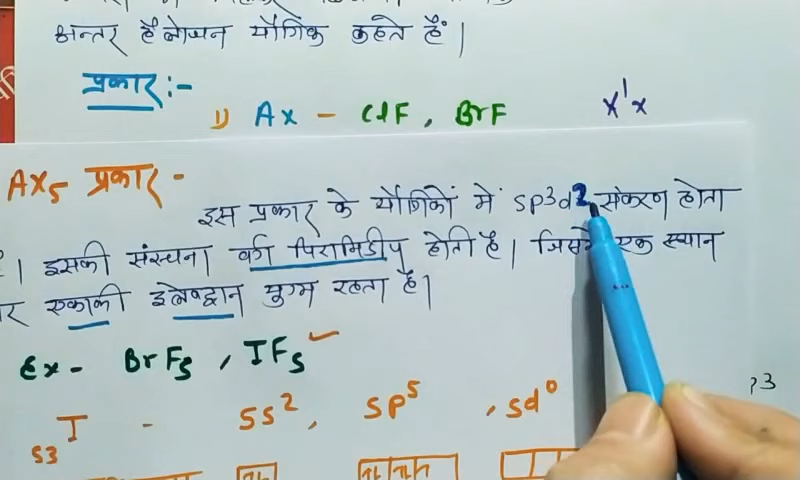 अन्तर हैलोजन यौगिक कहते हैं।
प्रकार:-
1) AX - ClF, BrF
X'X
AX5 प्रकार -
इस प्रकार के यौगिकों में sp³d² संकरण होता
है। इसकी संरचना वर्ग पिरामिडीय होती है। जिसमें एक स्थान
पर एकाकी इलेक्ट्रान युग्म रहता है।
Ex- BrF5, IF5
53 I - 5s², 5p⁵, 5d⁰